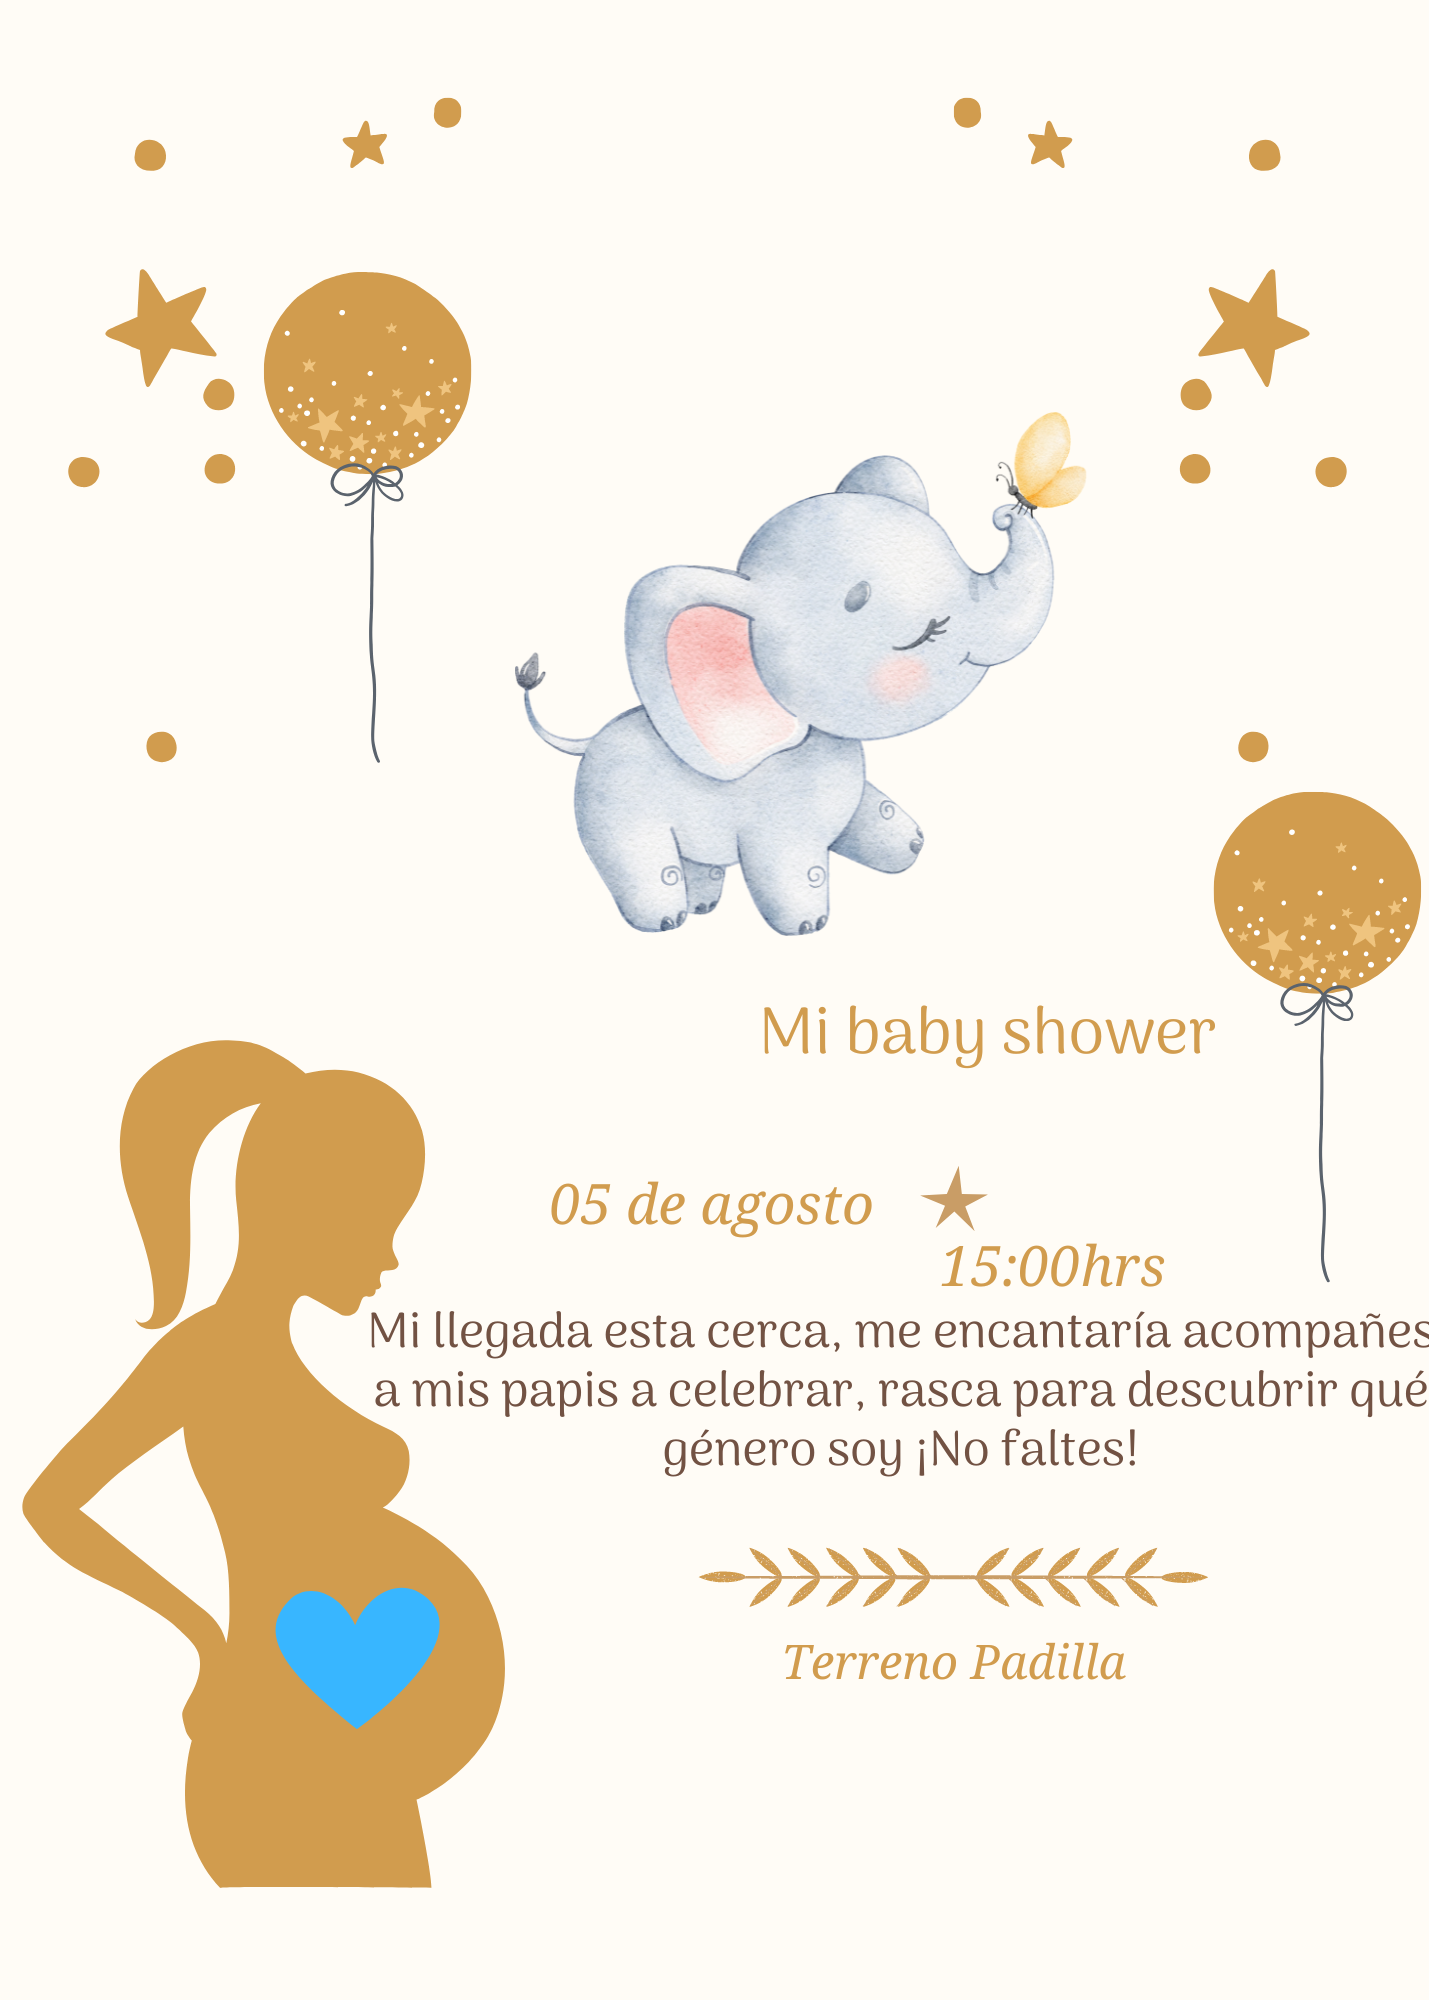 Mi baby shower
05 de agosto
15:00hrs
Mi llegada esta cerca, me encantaría acompañes
a mis papis a celebrar, rasca para descubrir qué
género soy ¡No faltes!
Terreno Padilla